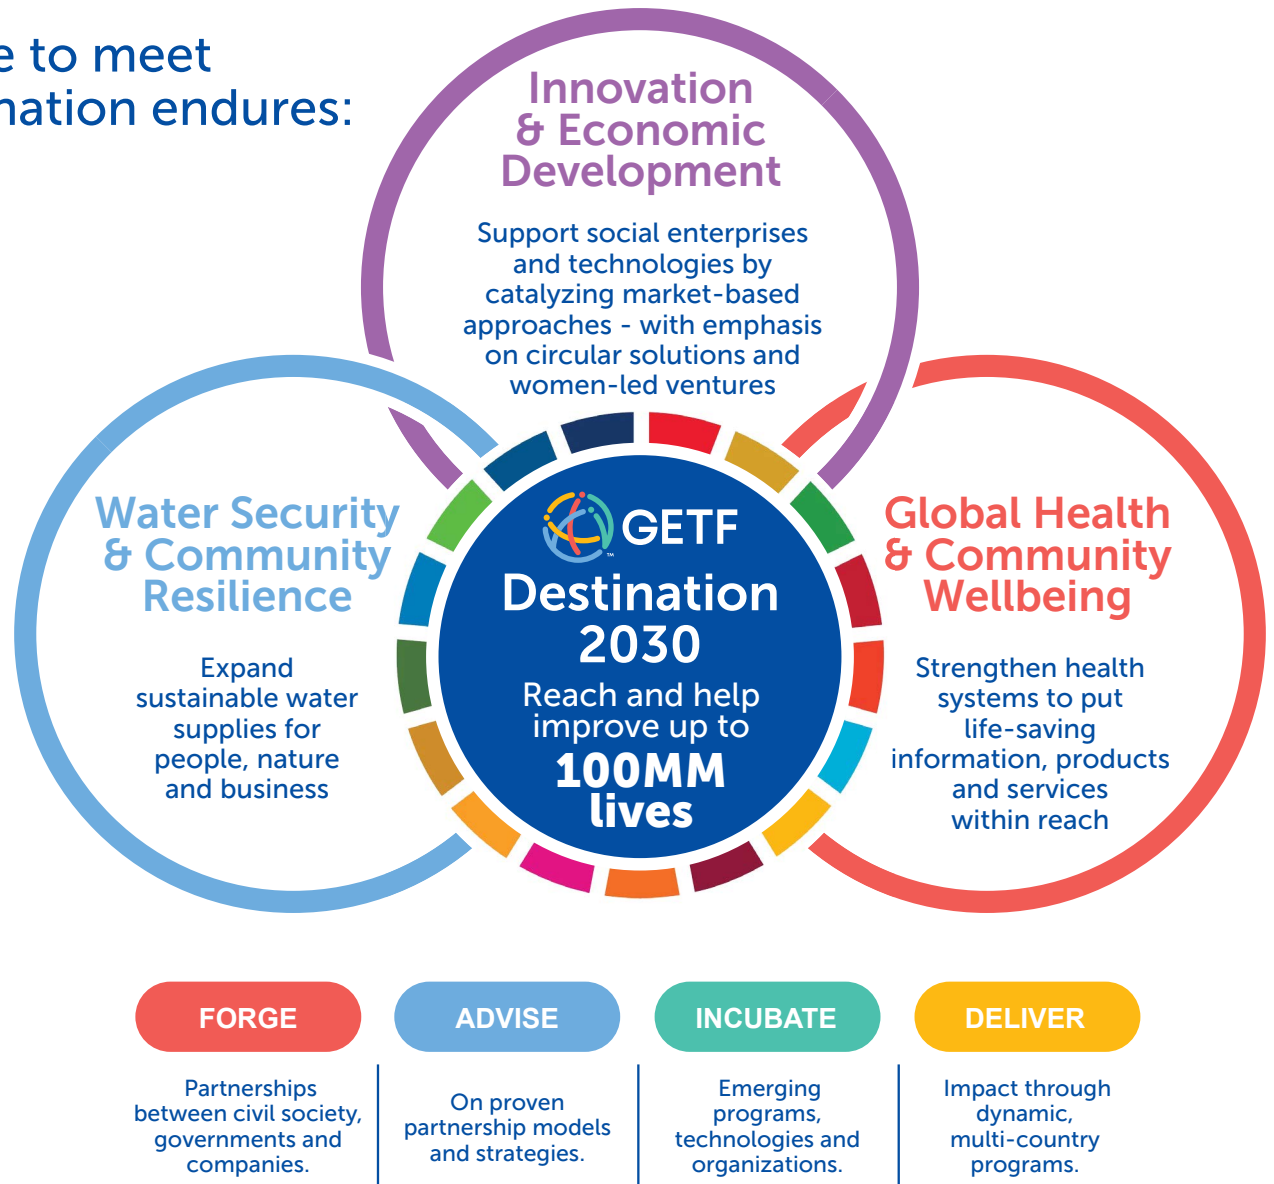 e to meet
nation endures:
Innovation
& Economic
Development
Support social enterprises
and technologies by
catalyzing market-based
approaches - with emphasis
on circular solutions and
women-led ventures
Water Security
& Community
Resilience
Expand
sustainable water
supplies for
people, nature
and business
GETF
™
Destination
2030
Reach and help
improve up to
100MM
lives
Global Health
& Community
Wellbeing
Strengthen health
systems to put
life-saving
information, products
and services
within reach
FORGE
Partnerships
between civil society,
governments and
companies.
ADVISE
On proven
partnership models
and strategies.
INCUBATE
Emerging
programs,
technologies and
organizations.
DELIVER
Impact through
dynamic,
multi-country
programs.